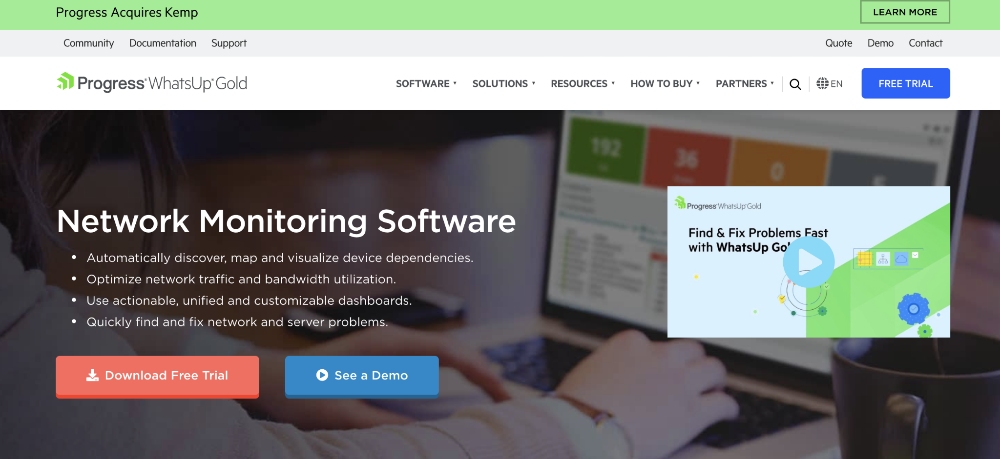 Progress Acquires Kemp
LEARN MORE
Community Documentation Support
Quote Demo Contact
Progress® WhatsUp® Gold
SOFTWARE SOLUTIONS RESOURCES HOW TO BUY PARTNERS EN
FREE TRIAL
192
36
0
Progress® WhatsUp® Gold
Find & Fix Problems Fast
with WhatsUp
Network Monitoring Software
• Automatically discover, map and visualize device dependencies.
• Optimize network traffic and bandwidth utilization.
• Use actionable, unified and customizable dashboards.
• Quickly find and fix network and server problems.
Download Free Trial
See a Demo